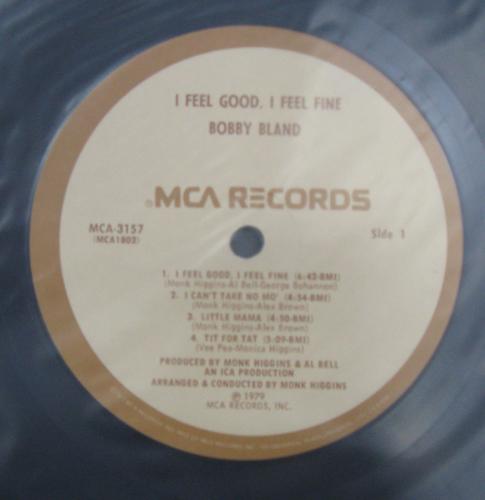 I FEEL GOOD, I FEEL FINE
BOBBY BLAND
®MCA RECORDS
MCA-3157
(MCA1802)
Side 1
1. I FEEL GOOD, I FEEL FINE (6:42-BMI)
(Monk Higgins-Al Bell-George Bohannon)
2. I CAN'T TAKE NO MO' (4:54-BMI)
(Monk Higgins-Alex Brown)
3. LITTLE MAMA (4:50-BMI)
(Monk Higgins-Alex Brown)
4. TIT FOR TAT (5:09-BMI)
(Vee Pea-Monica Higgins)
PRODUCED BY MONK HIGGINS & AL BELL
AN ICA PRODUCTION
ARRANGED & CONDUCTED BY MONK HIGGINS
℗ 1979
MCA RECORDS, INC.